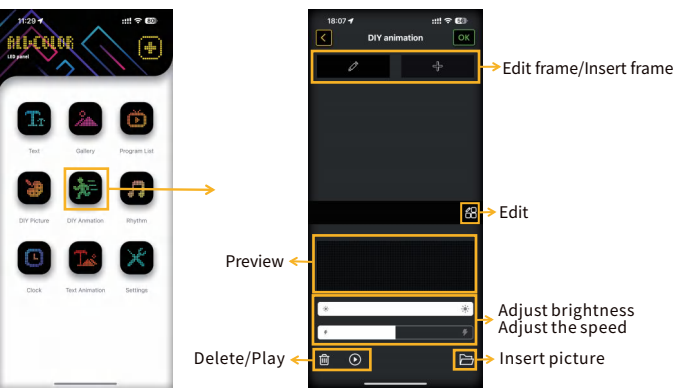 11:29
60
ALL-COLOR
LED panel
Text
Gallery
Program List
DIY Picture
DIY Anmation
Rhythm
Clock
Text Animation
Settings
18:07
DIY animation
OK
Edit frame/Insert frame
Edit
Preview
Adjust brightness
Adjust the speed
Delete/Play
Insert picture